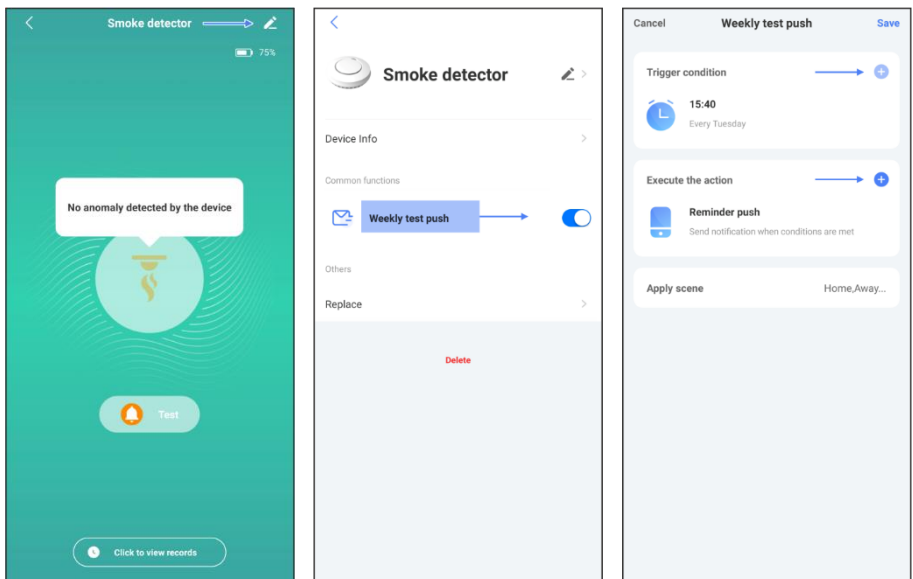 Smoke detector
75%
No anomaly detected by the device
Test
Click to view records
Smoke detector
Device Info
Common functions
Weekly test push
Others
Replace
Delete
Cancel Weekly test push Save
Trigger condition
15:40
Every Tuesday
Execute the action
Reminder push
Send notification when conditions are met
Apply scene Home,Away...